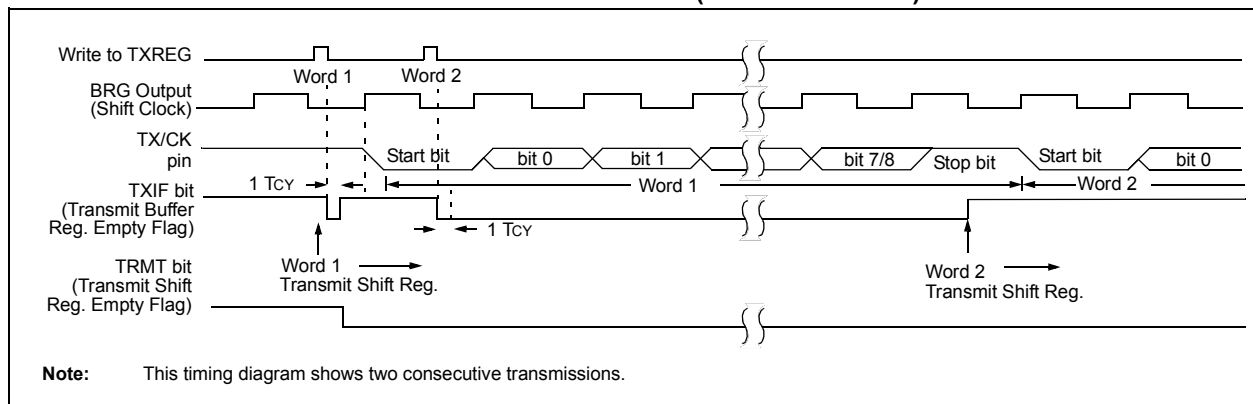 Write to TXREG
Word 1
Word 2
BRG Output
(Shift Clock)
TX/CK
pin
Start bit
bit 0
bit 1
bit 7/8
Stop bit
Start bit
bit 0
1 TCY
Word 1
Word 2
TXIF bit
(Transmit Buffer
Reg. Empty Flag)
1 TCY
Word 1
Transmit Shift Reg.
Word 2
Transmit Shift Reg.
TRMT bit
(Transmit Shift
Reg. Empty Flag)
Note: This timing diagram shows two consecutive transmissions.